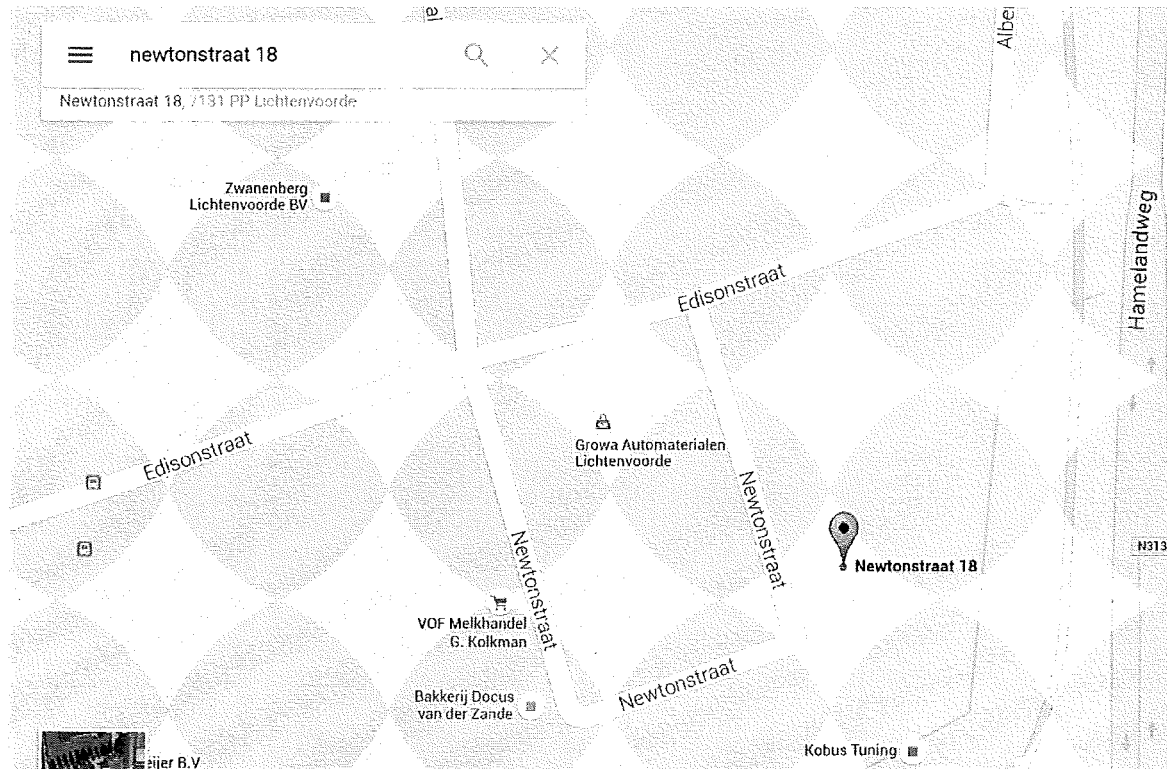 al
newtonstraat 18
Newtonstraat 18, 7131 PP Lichtenvoorde
Zwanenberg
Lichtenvoorde BV
Edisonstraat
Hamelandweg
Growa Automaterialen
Lichtenvoorde
Edisonstraat
Newtonstraat
Newtonstraat
Newtonstraat 18
N313
VOF Melkhandel
G. Kolkman
Newtonstraat
Bakkerij Docus
van der Zande
Kobus Tuning
eijer B.V
Alber